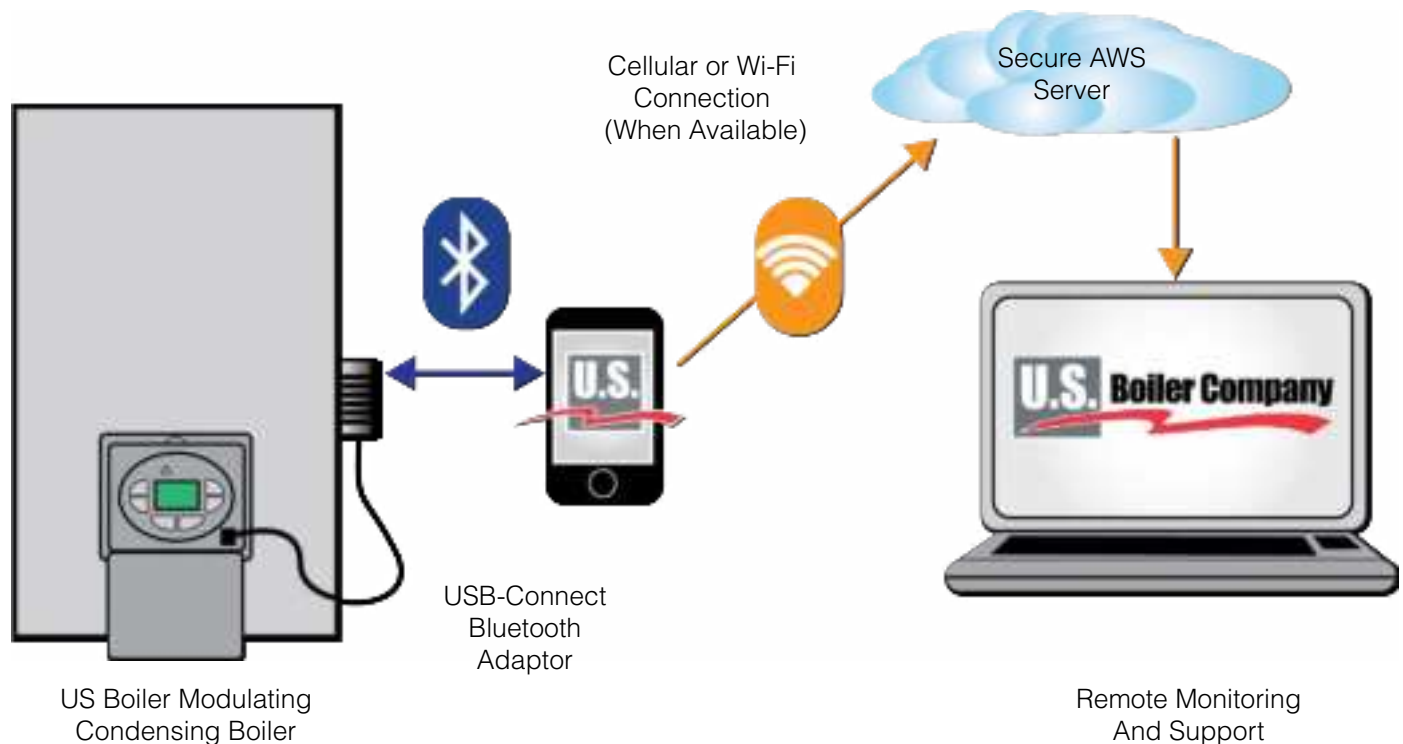 Cellular or Wi-Fi
Connection
(When Available)
Secure AWS
Server
U.S.
U.S. Boiler Company
USB-Connect
Bluetooth
Adaptor
US Boiler Modulating
Condensing Boiler
Remote Monitoring
And Support